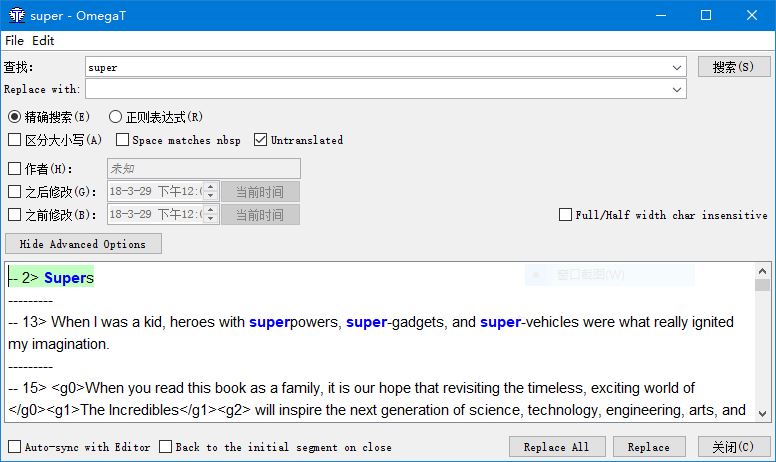 super - OmegaT
File Edit
查找: super 搜索(S)
Replace with:
精确搜索(E) 正则表达式(R)
区分大小写(A) Space matches nbsp Untranslated
作者(H): 未知
之后修改(G): 18-3-29 下午12:( 当前时间
之前修改(B): 18-3-29 下午12:( 当前时间
Full/Half width char insensitive
Hide Advanced Options
窗口截图(W)
-- 2> Supers
---------
-- 13> When I was a kid, heroes with superpowers, super-gadgets, and super-vehicles were what really ignited
my imagination.
---------
-- 15> <g0>When you read this book as a family, it is our hope that revisiting the timeless, exciting world of
</g0><g1>The Incredibles</g1><g2> will inspire the next generation of science, technology, engineering, arts, and
Auto-sync with Editor Back to the initial segment on close Replace All Replace 关闭(C)